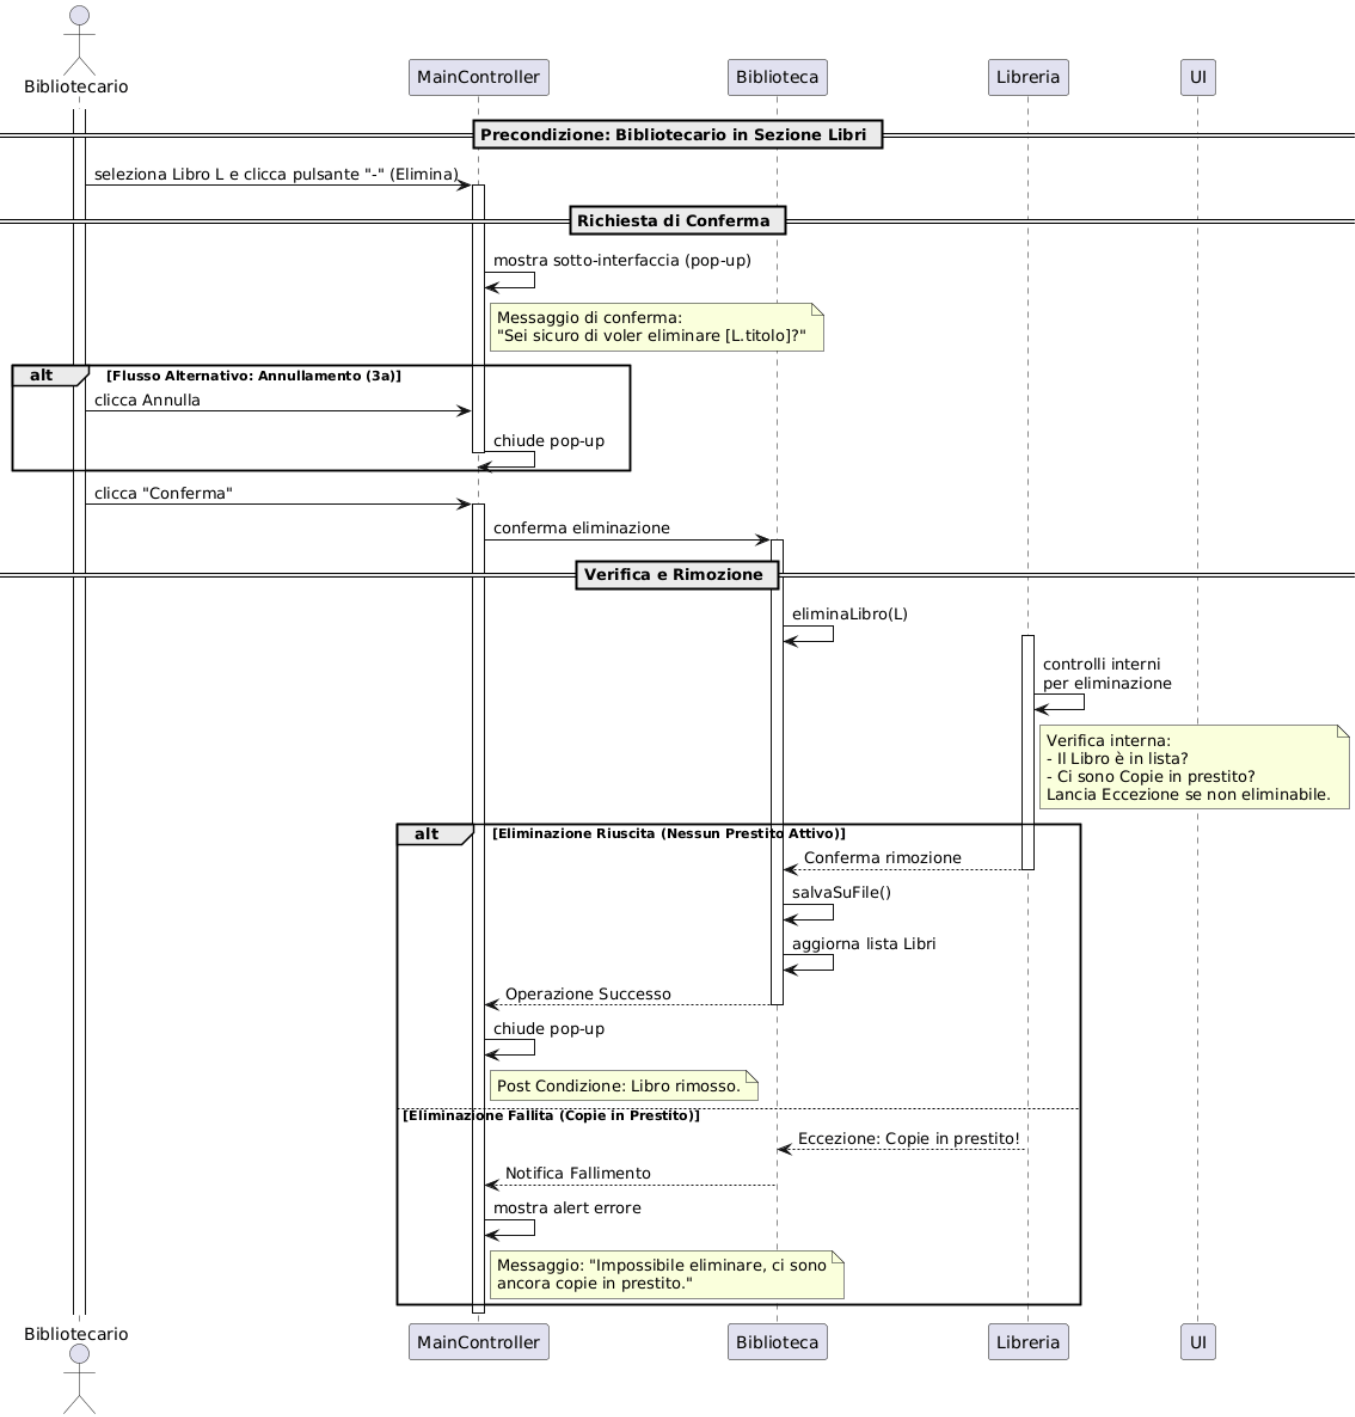 Bibliotecario
MainController
Biblioteca
Libreria
UI
Precondizione: Bibliotecario in Sezione Libri
seleziona Libro L e clicca pulsante "-" (Elimina)
Richiesta di Conferma
mostra sotto-interfaccia (pop-up)
Messaggio di conferma:
"Sei sicuro di voler eliminare [L.titolo]?"
alt
[Flusso Alternativo: Annullamento (3a)]
clicca Annulla
chiude pop-up
clicca "Conferma"
conferma eliminazione
Verifica e Rimozione
eliminaLibro(L)
controlli interni
per eliminazione
Verifica interna:
- Il Libro è in lista?
- Ci sono Copie in prestito?
Lancia Eccezione se non eliminabile.
alt
[Eliminazione Riuscita (Nessun Prestito Attivo)]
Conferma rimozione
salvaSuFile()
aggiorna lista Libri
Operazione Successo
chiude pop-up
Post Condizione: Libro rimosso.
[Eliminazione Fallita (Copie in Prestito)]
Eccezione: Copie in prestito!
Notifica Fallimento
mostra alert errore
Messaggio: "Impossibile eliminare, ci sono
ancora copie in prestito."
Bibliotecario
MainController
Biblioteca
Libreria
UI